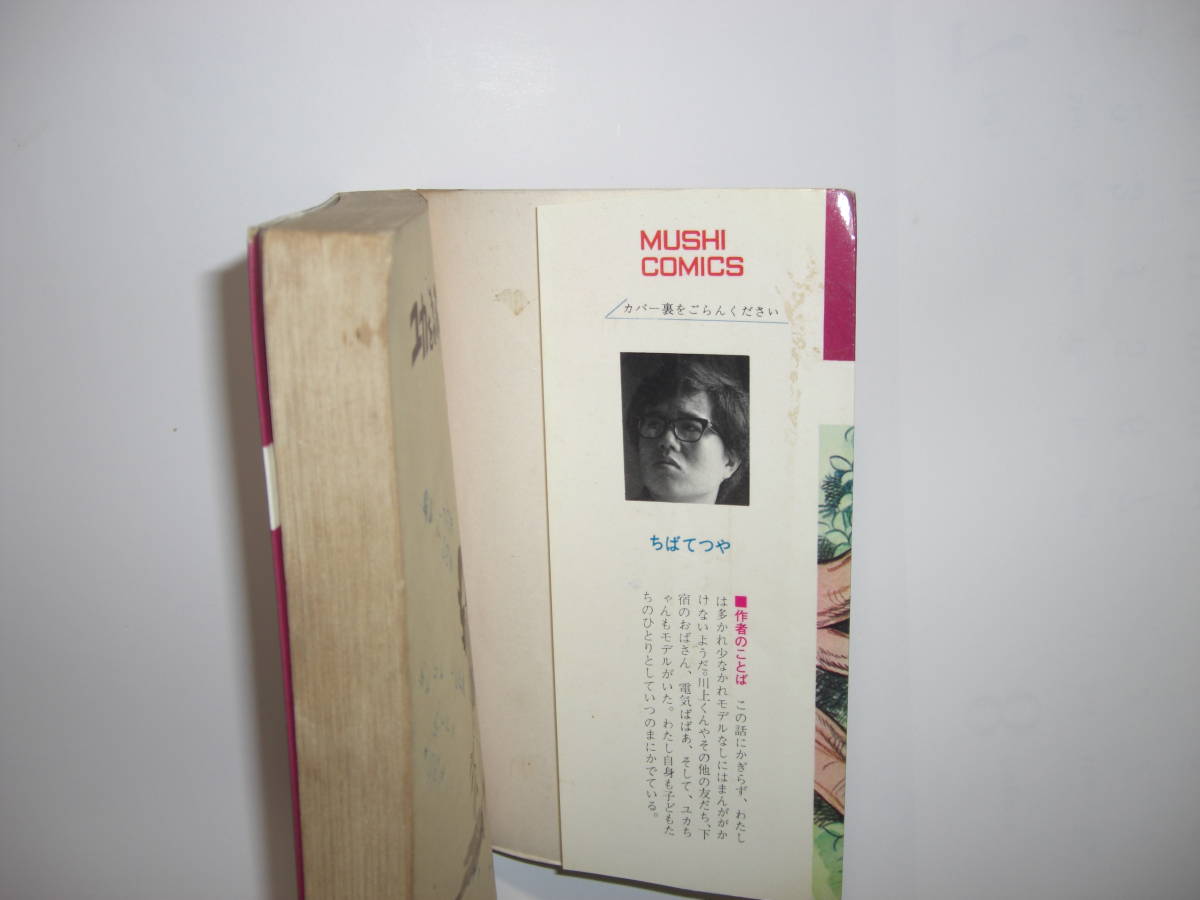 MUSHI
COMICS
カバー裏をごらんください
ちばてつや
■作者のことば　この話にかぎらず、わたし
は多かれ少なかれモデルなしにはまんががか
けないようだ。川上くんやその他の友だち、下
宿のおばさん、電気ばばあ、そして、ユカち
ゃんもモデルがいた。わたし自身も子どもた
ちのひとりとしていつのまにかでている。